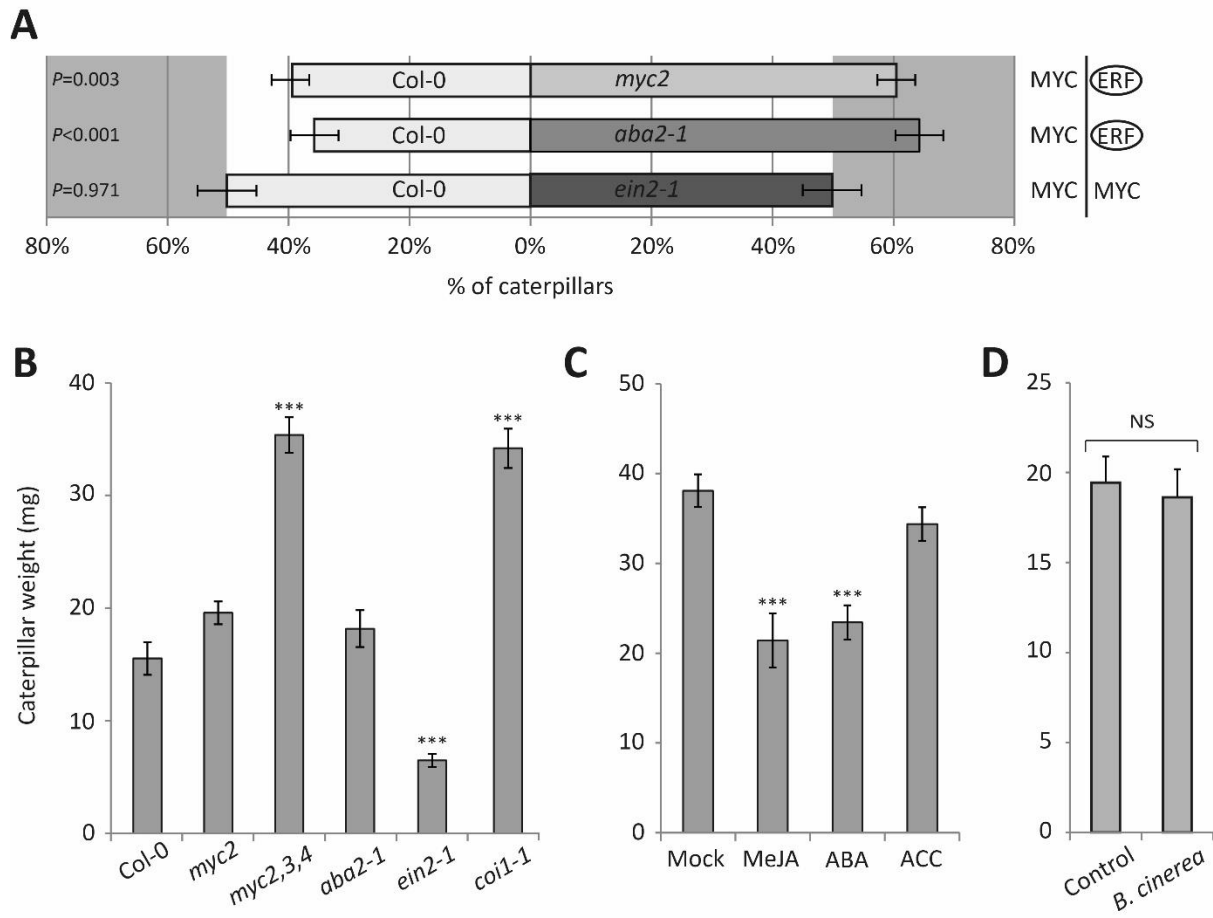 A
P=0.003 Col-0 myc2 MYC ERF
P<0.001 Col-0 aba2-1 MYC ERF
P=0.971 Col-0 ein2-1 MYC MYC
80% 60% 40% 20% 0% 20% 40% 60% 80%
% of caterpillars
B
Caterpillar weight (mg)
40
30
20
10
0
***
***
***
Col-0 myc2 myc2,3,4 aba2-1 ein2-1 coi1-1
C
50
40
30
20
10
0
*** ***
Mock MeJA ABA ACC
D
25
20
15
10
5
0
NS
Control B. cinerea